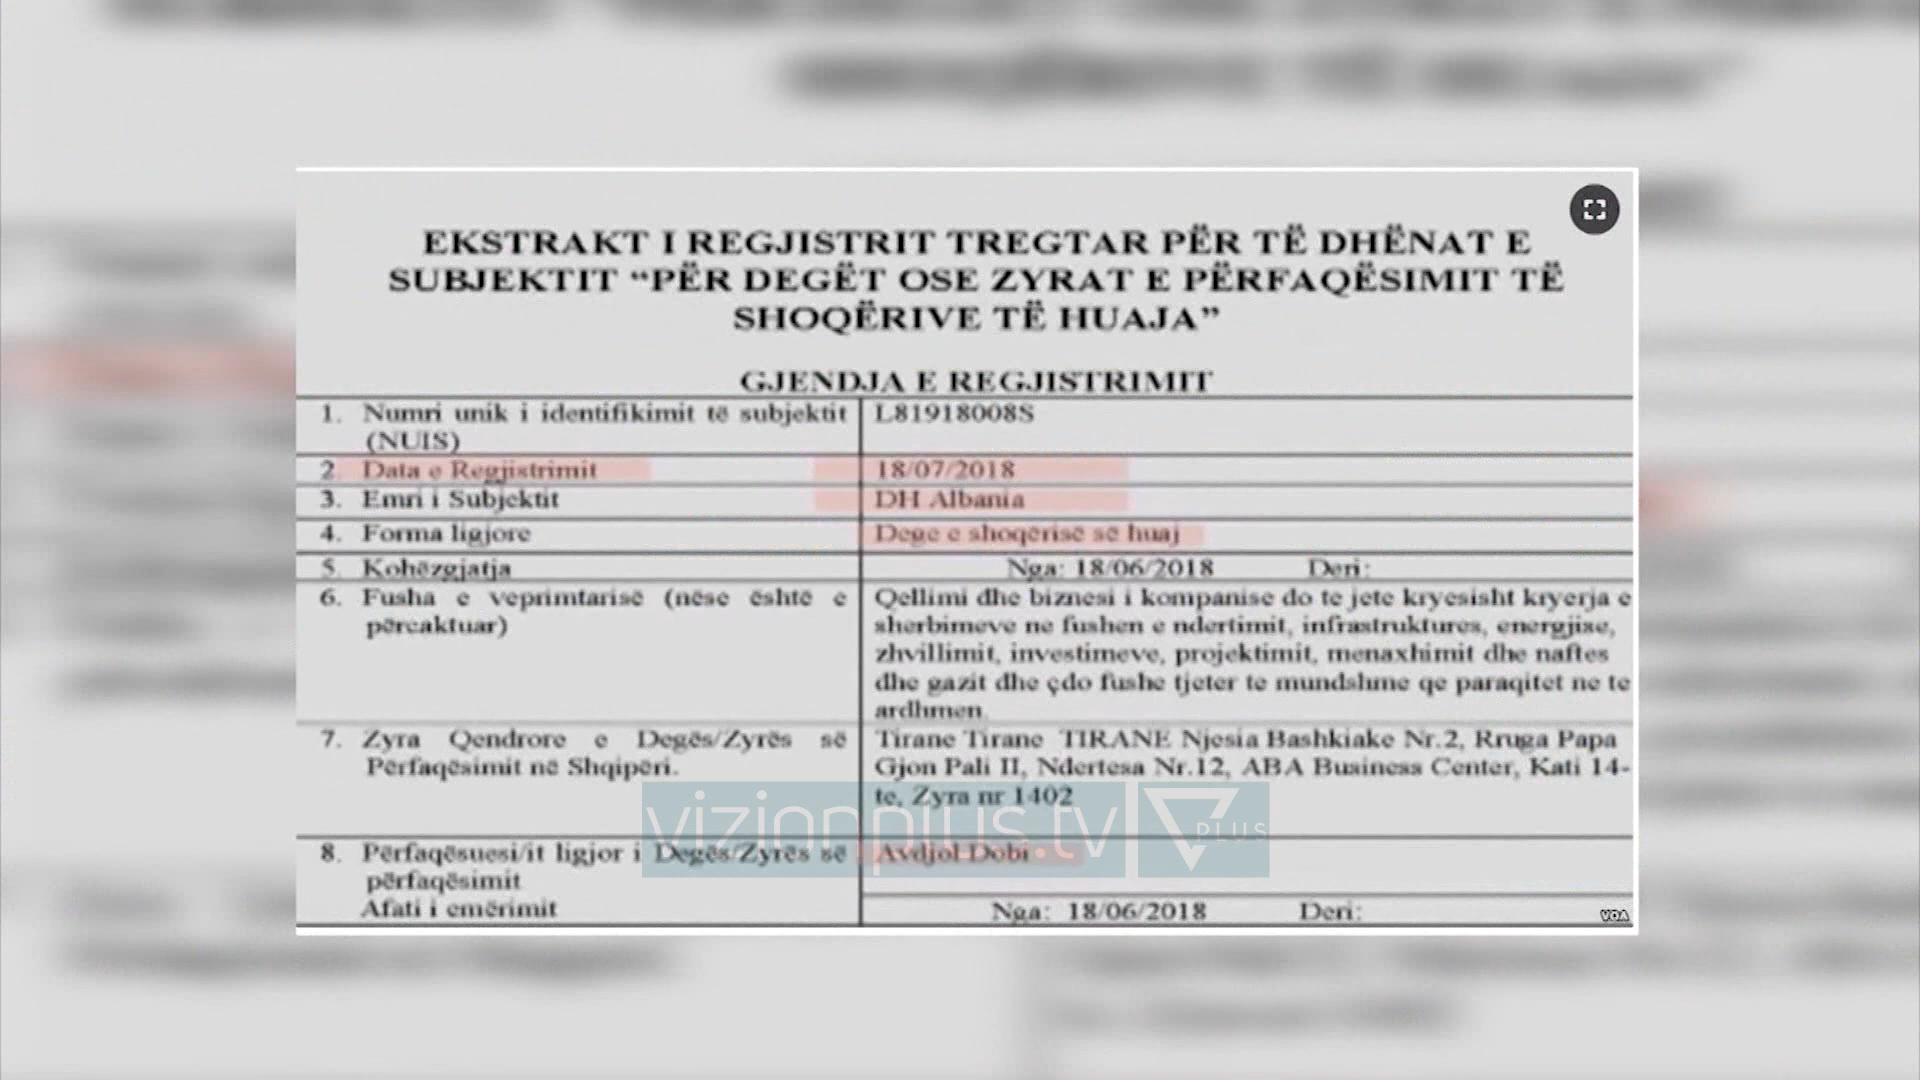 EKSTRAKT I REGJISTRIT TREGTAR PËR TË DHËNAT E
SUBJEKTIT “PËR DEGËT OSE ZYRAT E PËRFAQËSIMIT TË
SHOQËRIVE TË HUAJA”
GJENDJA E REGJISTRIMIT
1. Numri unik i identifikimit të subjektit
(NUIS)
L81918008S
2. Data e Regjistrimit
18/07/2018
3. Emri i Subjektit
DH Albania
4. Forma ligjore
Dege e shoqërisë së huaj
5. Kohëzgjatja
Nga: 18/06/2018 Deri:
6. Fusha e veprimtarisë (nëse është e
përcaktuar)
Qellimi dhe biznesi i kompanise do te jete kryesisht kryerja e
sherbimeve ne fushen e ndertimit, infrastruktures, energjise,
zhvillimit, investimeve, projektimit, menaxhimit dhe naftes
dhe gazit dhe çdo fushe tjeter te mundshme qe paraqitet ne te
ardhmen.
7. Zyra Qendrore e Degës/Zyrës së
Përfaqësimit në Shqipëri.
Tirane Tirane TIRANE Njesia Bashkiake Nr.2, Rruga Papa
Gjon Pali II, Ndertesa Nr.12, ABA Business Center, Kati 14-
te, Zyra nr 1402
vizionplus.tv PLUS
8. Përfaqësuesi/it ligjor i Degës/Zyrës së
përfaqësimit
Avdjol Dobi
Afati i emërimit
Nga: 18/06/2018 Deri:
VOA